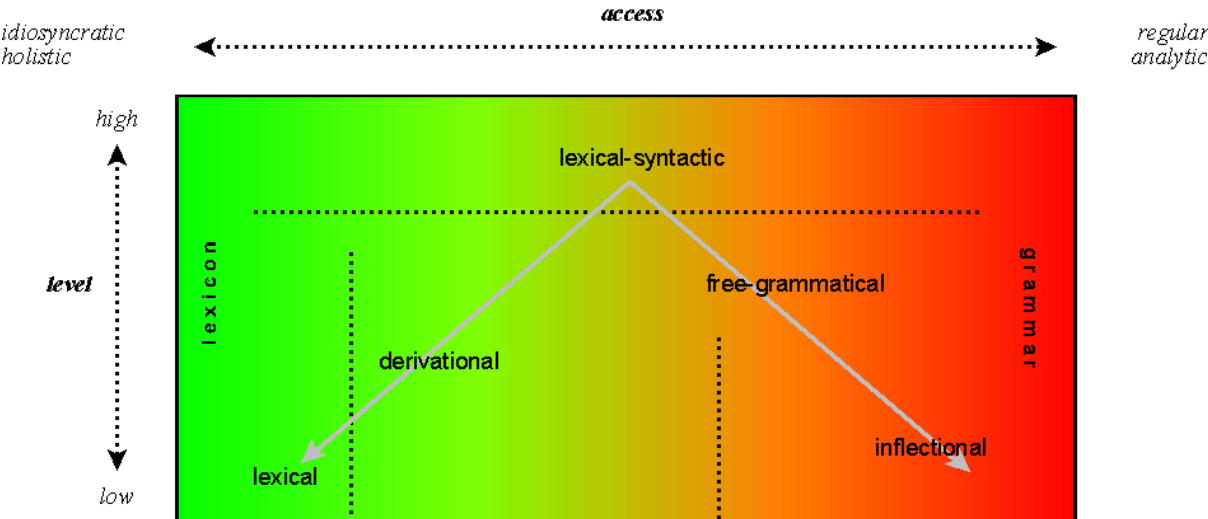 access
idiosyncratic
holistic
regular
analytic
high
lexical-syntactic
lexicon
grammar
level
free-grammatical
derivational
inflectional
lexical
low